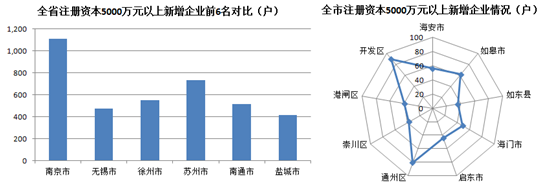 全省注册资本5000万元以上新增企业前6名对比（户）
1,200
1,000
800
600
400
200
0
南京市 无锡市 徐州市 苏州市 南通市 盐城市
全市注册资本5000万元以上新增企业情况（户）
海安市
如皋市
如东县
海门市
启东市
通州区
崇川区
港闸区
开发区
100
80
60
40
20
0